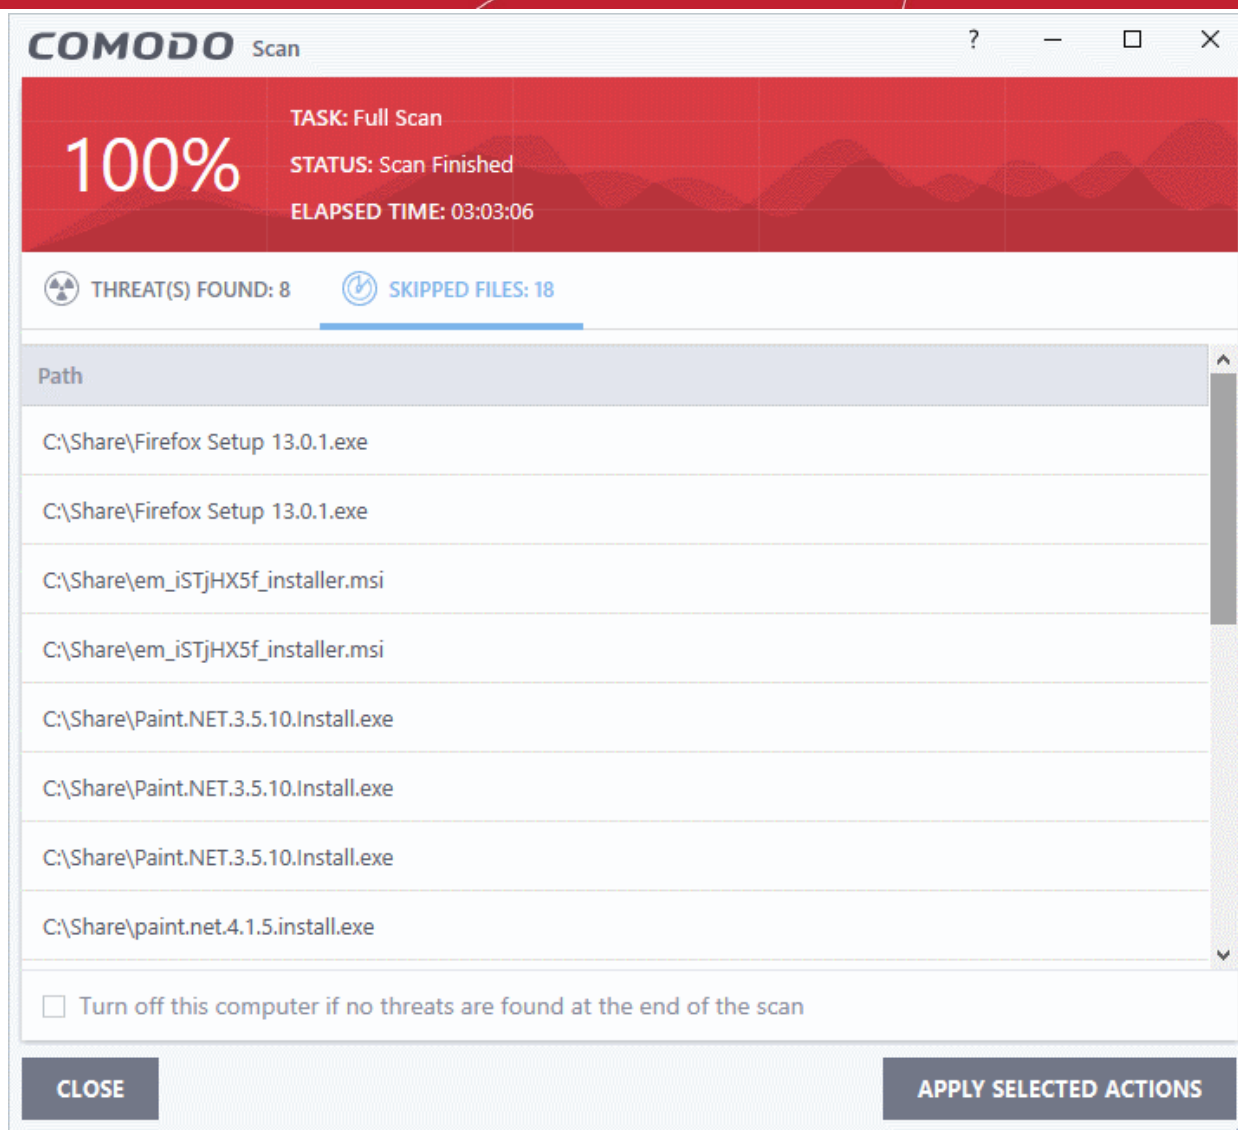 COMODO Scan
?
100%
TASK: Full Scan
STATUS: Scan Finished
ELAPSED TIME: 03:03:06
THREAT(S) FOUND: 8
SKIPPED FILES: 18
Path
C:\Share\Firefox Setup 13.0.1.exe
C:\Share\Firefox Setup 13.0.1.exe
C:\Share\em_iSTjHX5f_installer.msi
C:\Share\em_iSTjHX5f_installer.msi
C:\Share\Paint.NET.3.5.10.Install.exe
C:\Share\Paint.NET.3.5.10.Install.exe
C:\Share\Paint.NET.3.5.10.Install.exe
C:\Share\paint.net.4.1.5.install.exe
Turn off this computer if no threats are found at the end of the scan
CLOSE
APPLY SELECTED ACTIONS